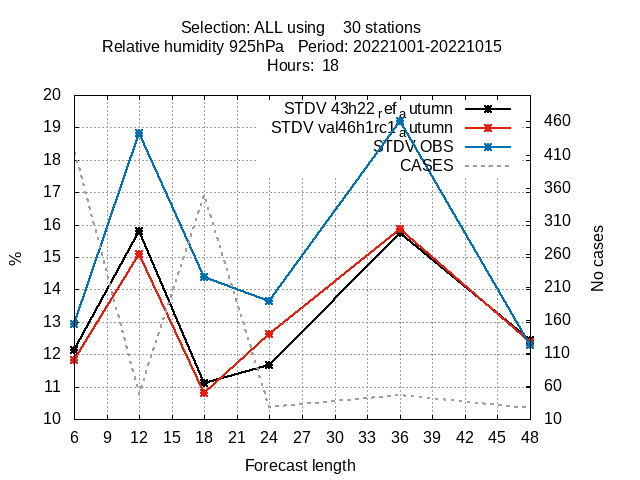 Selection: ALL using    30 stations
Relative humidity 925hPa   Period: 20221001-20221015
Hours:  18
STDV 43h22_ref_autumn
STDV val46h1rc1_autumn
STDV OBS
CASES
20
19
18
17
16
15
14
13
12
11
10
%
460
410
360
310
260
210
160
110
60
10
No cases
6 9 12 15 18 21 24 27 30 33 36 39 42 45 48
Forecast length